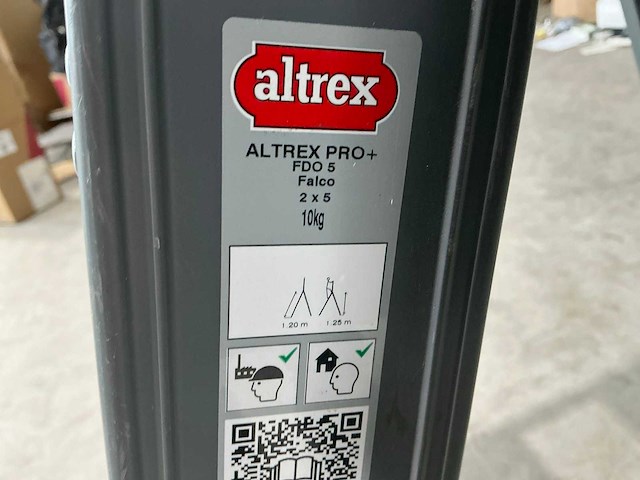 altrex
ALTREX PRO+
FDO 5
Falco
2 x 5
10kg
1.20 m 1.25 m